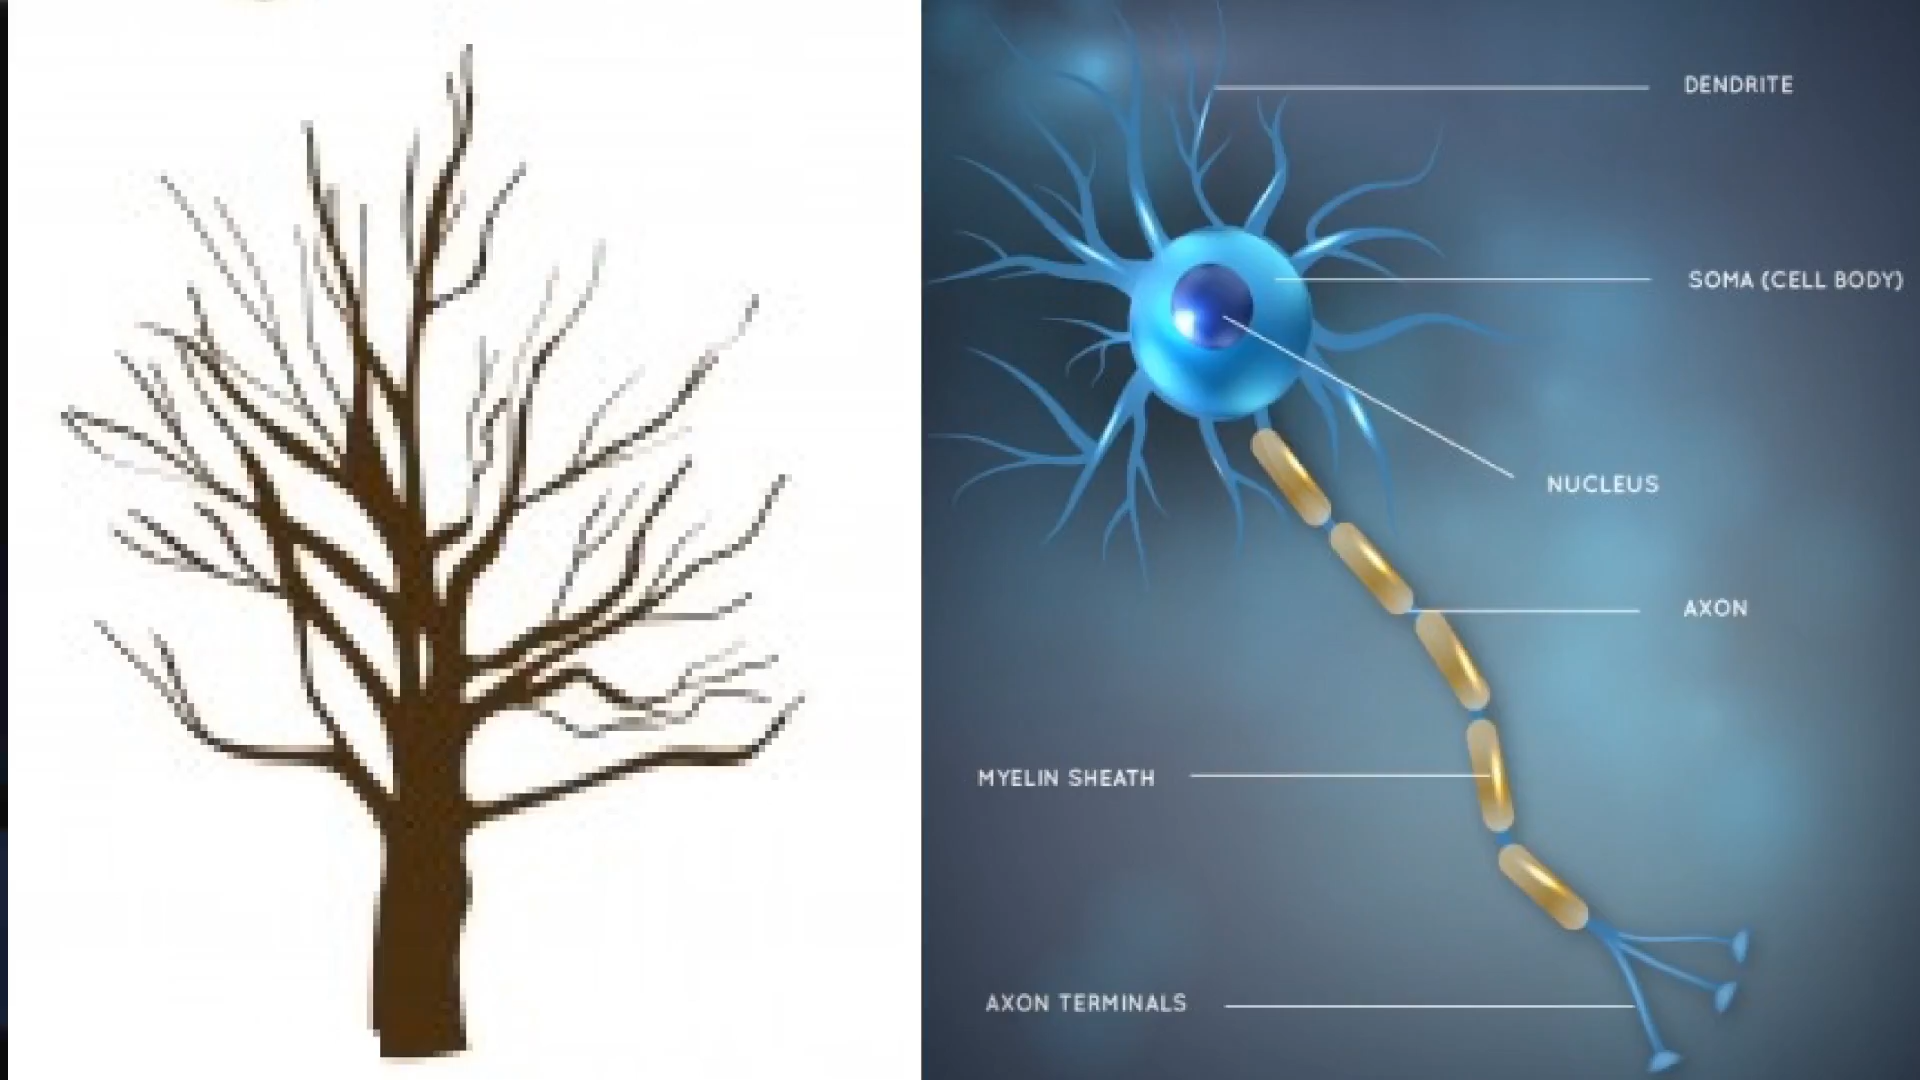 DENDRITE
SOMA (CELL BODY)
NUCLEUS
AXON
MYELIN SHEATH
AXON TERMINALS